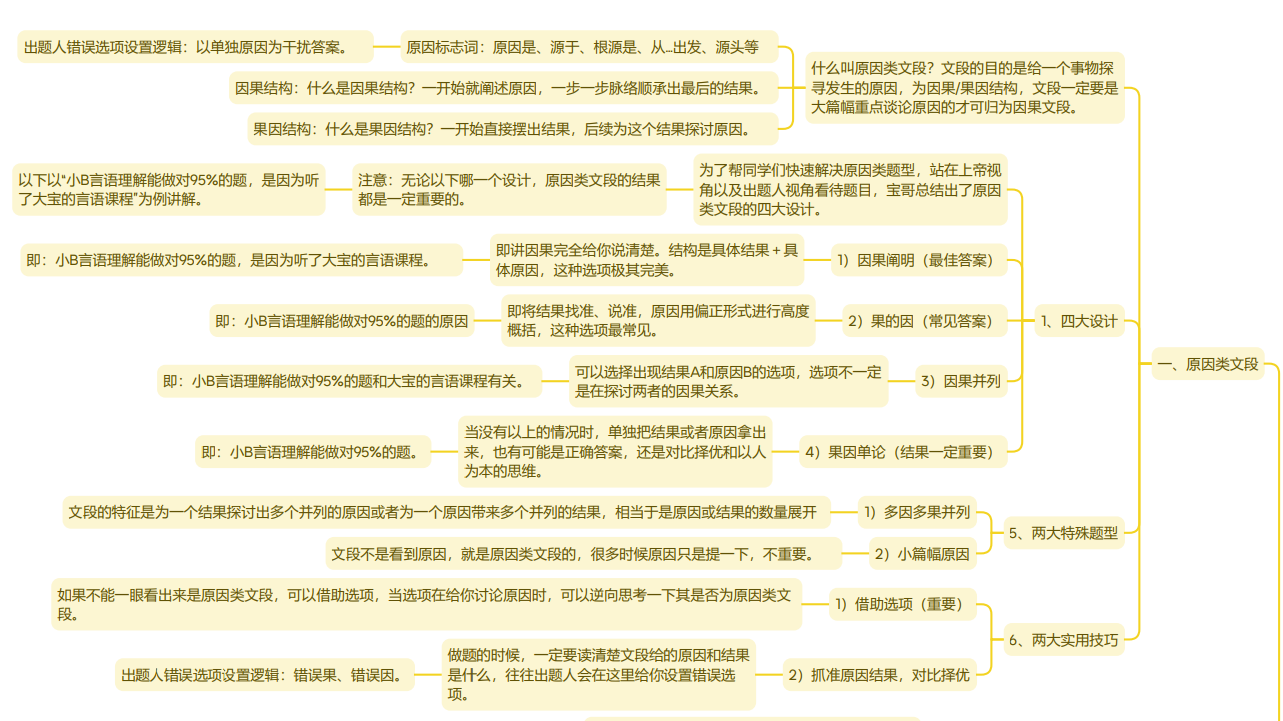 一、原因类文段
什么叫原因类文段？文段的目的是给一个事物探
寻发生的原因，为因果/果因结构，文段一定要是
大篇幅重点谈论原因的才可归为因果文段。
原因标志词：原因是、源于、根源是、从...出发、源头等
出题人错误选项设置逻辑：以单独原因为干扰答案。
因果结构：什么是因果结构？一开始就阐述原因，一步一步脉络顺承出最后的结果。
果因结构：什么是果因结构？一开始直接摆出结果，后续为这个结果探讨原因。
1、四大设计
为了帮同学们快速解决原因类题型，站在上帝视
角以及出题人视角看待题目，宝哥总结出了原因
类文段的四大设计。
注意：无论以下哪一个设计，原因类文段的结果
都是一定重要的。
以下以“小B言语理解能做对95%的题，是因为听
了大宝的言语课程”为例讲解。
1）因果阐明（最佳答案）
即讲因果完全给你说清楚。结构是具体结果 + 具
体原因，这种选项极其完美。
即：小B言语理解能做对95%的题，是因为听了大宝的言语课程。
2）果的因（常见答案）
即将结果找准、说准，原因用偏正形式进行高度
概括，这种选项最常见。
即：小B言语理解能做对95%的题的原因
3）因果并列
可以选择出现结果A和原因B的选项，选项不一定
是在探讨两者的因果关系。
即：小B言语理解能做对95%的题和大宝的言语课程有关。
4）果因单论（结果一定重要）
当没有以上的情况时，单独把结果或者原因拿出
来，也有可能是正确答案，还是对比择优和以人
为本的思维。
即：小B言语理解能做对95%的题。
5、两大特殊题型
1）多因多果并列
文段的特征是为一个结果探讨出多个并列的原因或者为一个原因带来多个并列的结果，相当于是原因或结果的数量展开
2）小篇幅原因
文段不是看到原因，就是原因类文段的，很多时候原因只是提一下，不重要。
6、两大实用技巧
1）借助选项（重要）
如果不能一眼看出来是原因类文段，可以借助选项，当选项在给你讨论原因时，可以逆向思考一下其是否为原因类文
段。
2）抓准原因结果，对比择优
做题的时候，一定要读清楚文段给的原因和结果
是什么，往往出题人会在这里给你设置错误选
项。
出题人错误选项设置逻辑：错误果、错误因。